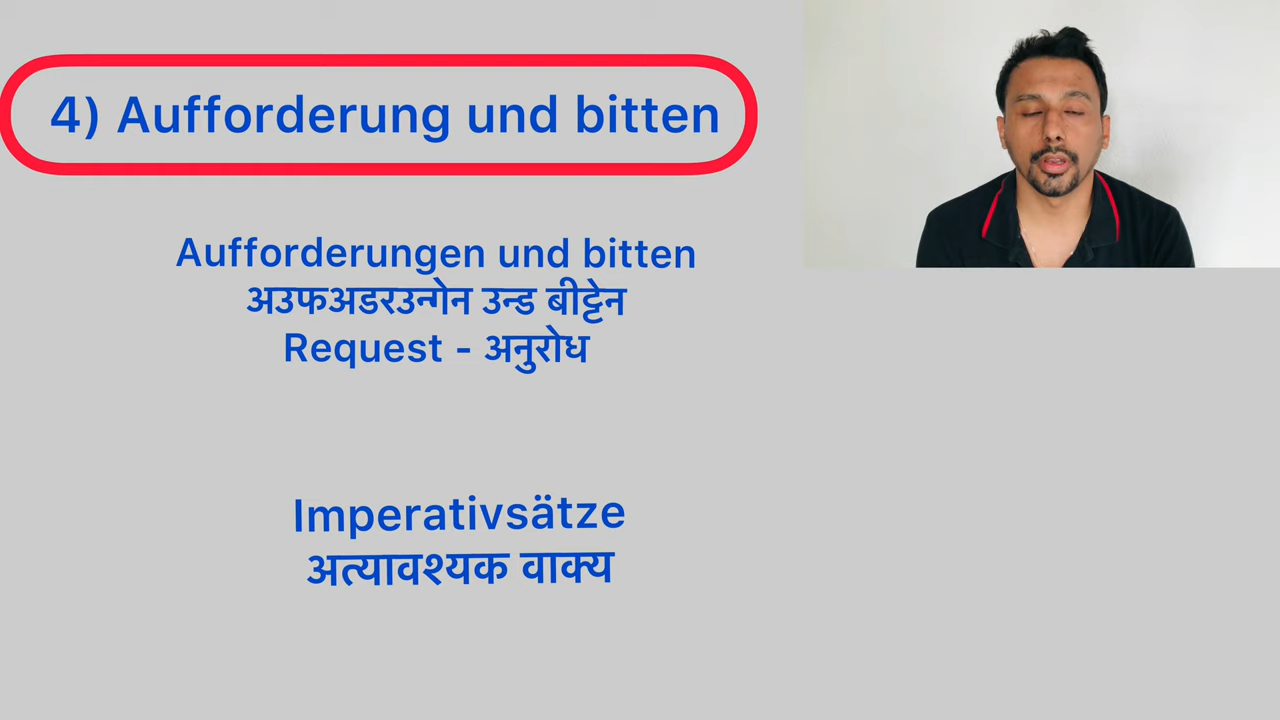 4) Aufforderung und bitten
Aufforderungen und bitten
अउफअडरउन्गेन उन्ड बीट्टेन
Request - अनुरोध
Imperativsätze
अत्यावश्यक वाक्य